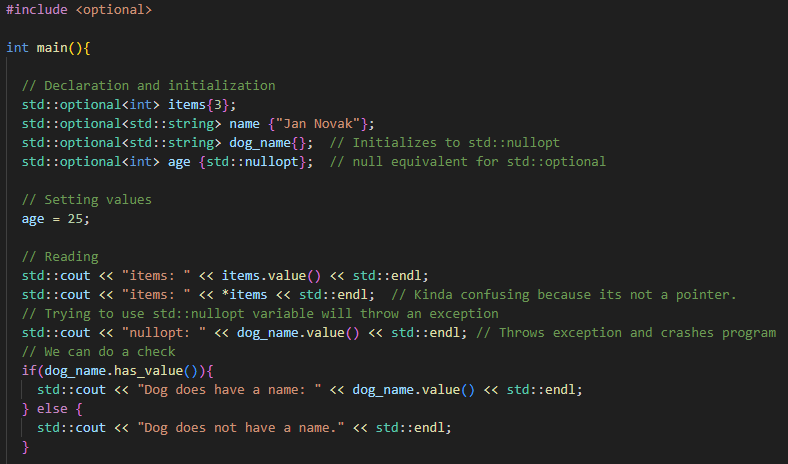 #include <optional>
int main(){
// Declaration and initialization
std::optional<int> items{3};
std::optional<std::string> name {"Jan Novak"};
std::optional<std::string> dog_name{};  // Initializes to std::nullopt
std::optional<int> age {std::nullopt};  // null equivalent for std::optional
// Setting values
age = 25;
// Reading
std::cout << "items: " << items.value() << std::endl;
std::cout << "items: " << *items << std::endl;  // Kinda confusing because its not a pointer.
// Trying to use std::nullopt variable will throw an exception
std::cout << "nullopt: " << dog_name.value() << std::endl; // Throws exception and crashes program
// We can do a check
if(dog_name.has_value()){
std::cout << "Dog does have a name: " << dog_name.value() << std::endl;
} else {
std::cout << "Dog does not have a name." << std::endl;
}